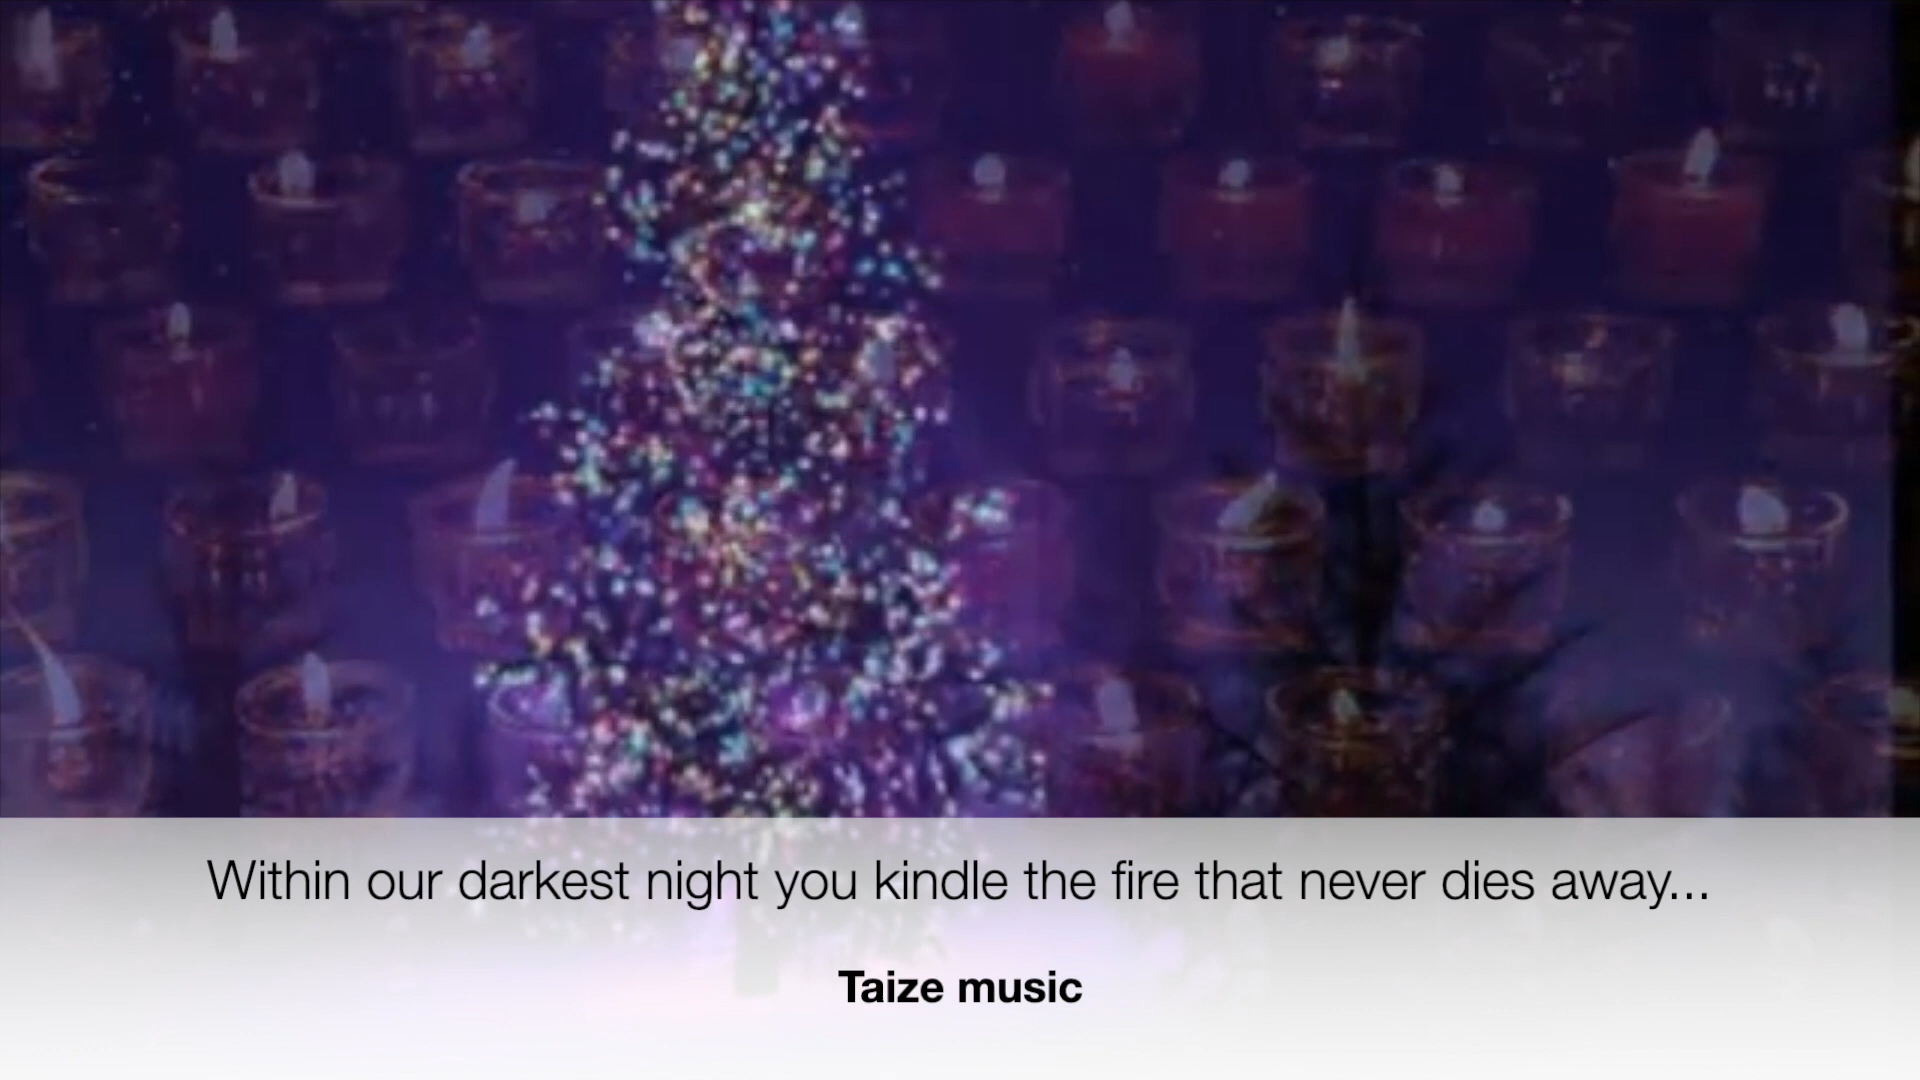 Within our darkest night you kindle the fire that never dies away...
Taize music